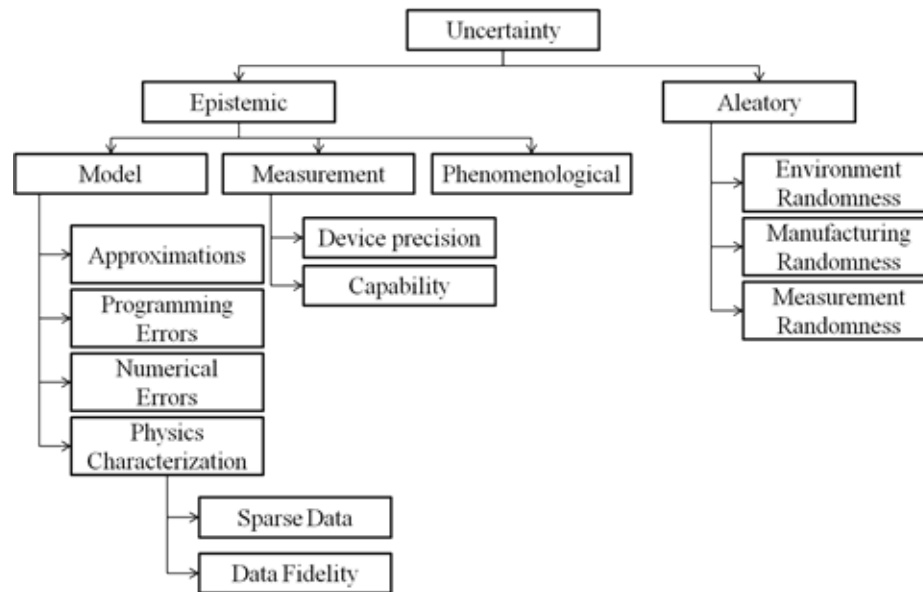 Uncertainty
Epistemic
Aleatory
Model
Measurement
Phenomenological
Approximations
Programming
Errors
Numerical
Errors
Physics
Characterization
Sparse Data
Data Fidelity
Device precision
Capability
Environment
Randomness
Manufacturing
Randomness
Measurement
Randomness